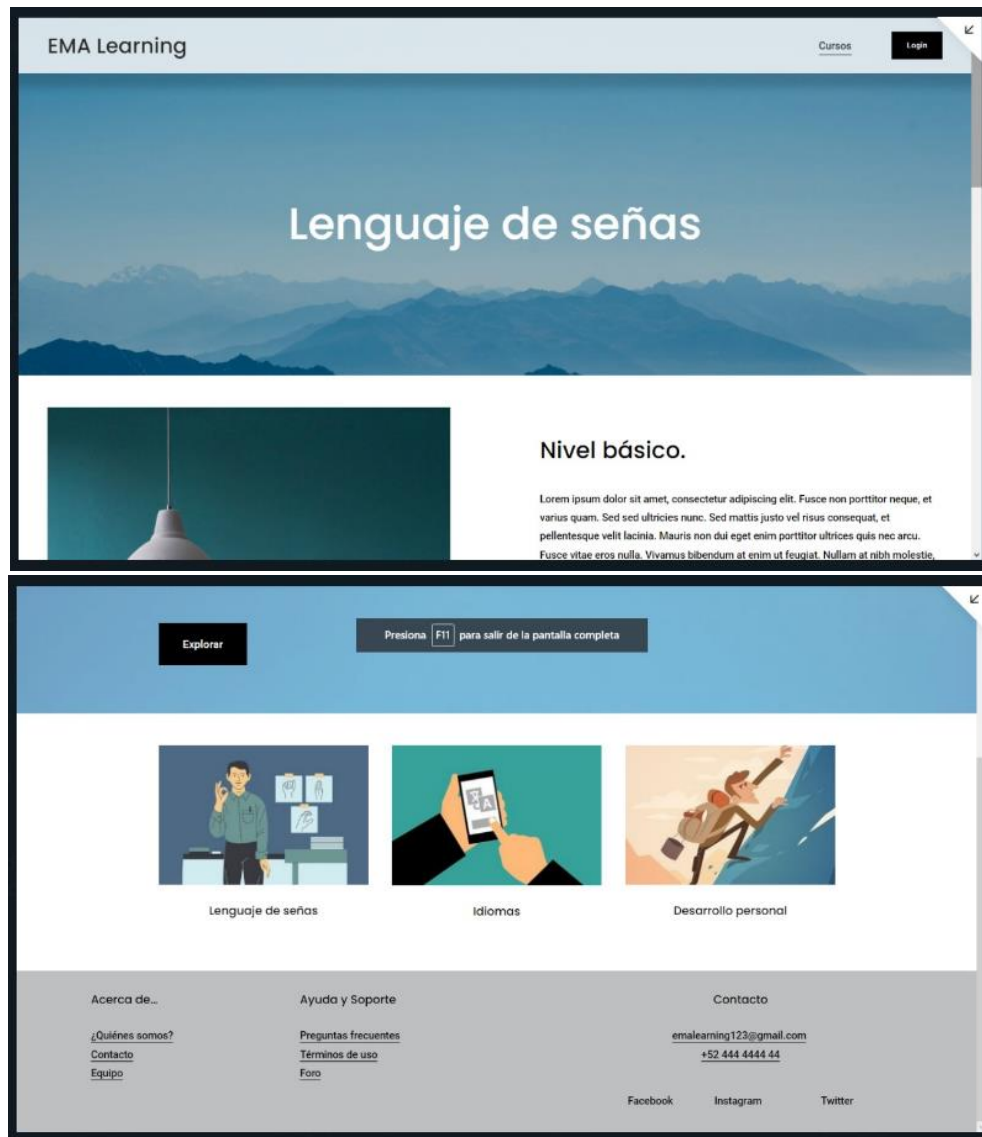 EMA Learning
Cursos
Login
Lenguaje de señas
Nivel básico.
Lorem ipsum dolor sit amet, consectetur adipiscing elit. Fusce non porttitor neque, et
varius quam. Sed sed ultricies nunc. Sed mattis justo vel risus consequat, et
pellentesque velit lacinia. Mauris non dui eget enim porttitor ultrices quis nec arcu.
Fusce vitae eros nulla. Vivamus bibendum at enim ut feugiat. Nullam at nibh molestie,
Explorar
Presiona F11 para salir de la pantalla completa
Lenguaje de señas
Idiomas
Desarrollo personal
Acerca de...
¿Quiénes somos?
Contacto
Equipo
Ayuda y Soporte
Preguntas frecuentes
Términos de uso
Foro
Contacto
emalearning123@gmail.com
+52 444 4444 44
Facebook
Instagram
Twitter